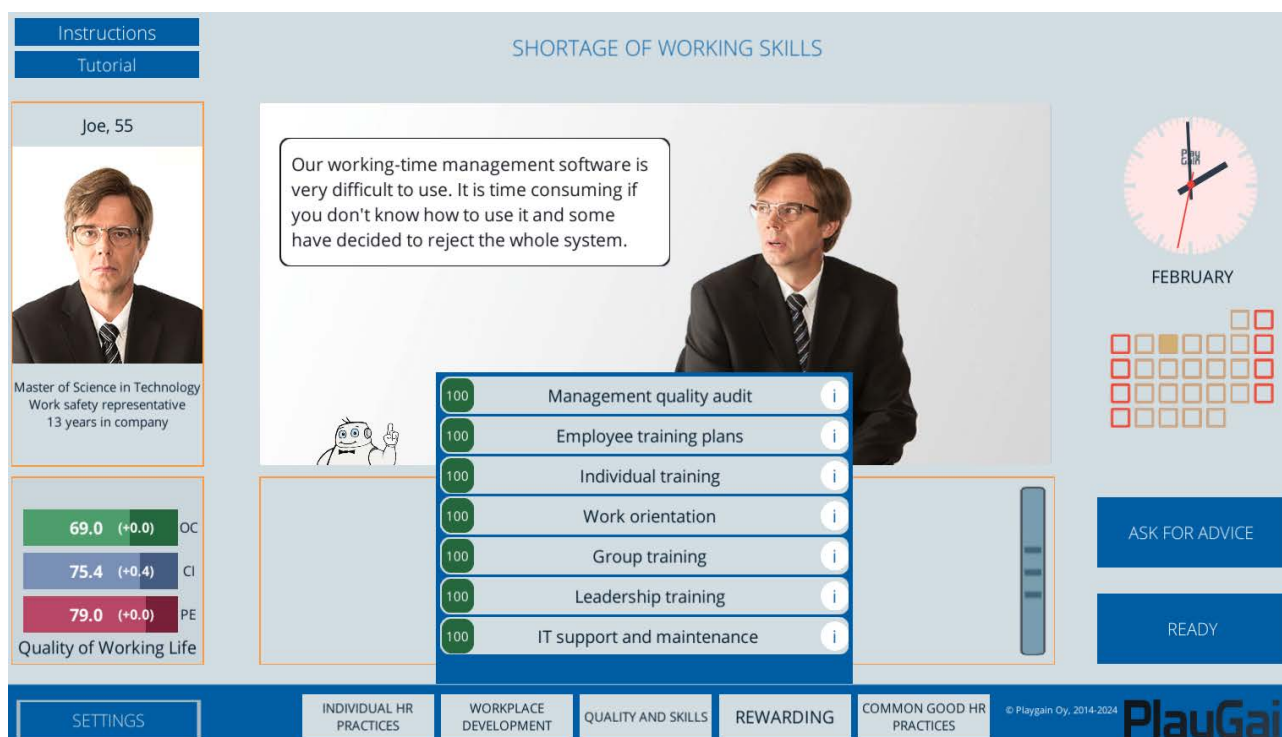 Instructions
Tutorial
SHORTAGE OF WORKING SKILLS
Joe, 55
Our working-time management software is
very difficult to use. It is time consuming if
you don't know how to use it and some
have decided to reject the whole system.
Play
Gain
FEBRUARY
Master of Science in Technology
Work safety representative
13 years in company
100 Management quality audit i
100 Employee training plans i
100 Individual training i
100 Work orientation i
100 Group training i
100 Leadership training i
100 IT support and maintenance i
69.0 (+0.0) OC
75.4 (+0.4) CI
79.0 (+0.0) PE
Quality of Working Life
ASK FOR ADVICE
READY
SETTINGS
INDIVIDUAL HR
PRACTICES
WORKPLACE
DEVELOPMENT
QUALITY AND SKILLS
REWARDING
COMMON GOOD HR
PRACTICES
© Playgain Oy, 2014-2024
PlayGai